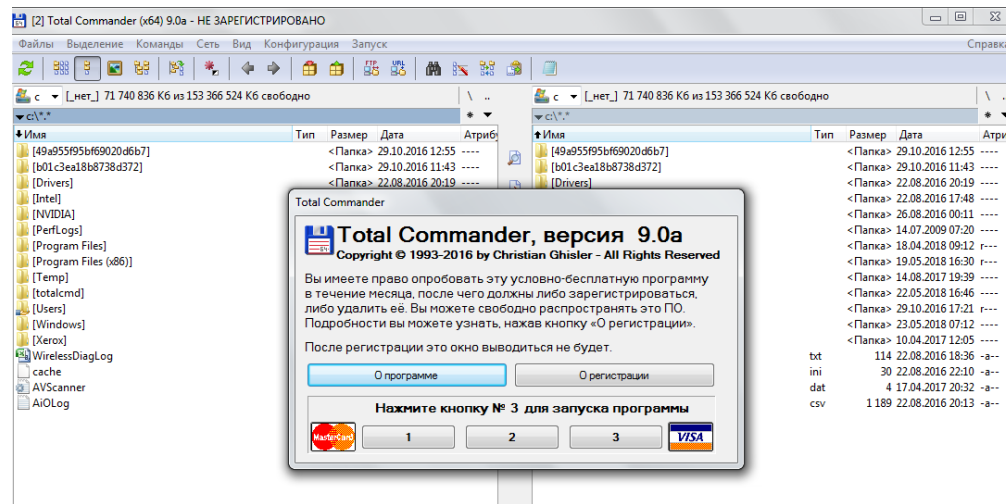 [2] Total Commander (x64) 9.0a - НЕ ЗАРЕГИСТРИРОВАНО
Файлы Выделение Команды Сеть Вид Конфигурация Запуск Справка
FTP URL
c [_нет_] 71 740 836 Кб из 153 366 524 Кб свободно \ ..
c [_нет_] 71 740 836 Кб из 153 366 524 Кб свободно \
c:\*.* * 
c:\*.* *
Имя Тип Размер Дата Атрибу
Имя Тип Размер Дата Атри
[49a955f95bf69020d6b7] <Папка> 29.10.2016 12:55 ----
[49a955f95bf69020d6b7] <Папка> 29.10.2016 12:55 ----
[b01c3ea18b8738d372] <Папка> 29.10.2016 11:43 ----
[b01c3ea18b8738d372] <Папка> 29.10.2016 11:43 ----
[Drivers] <Папка> 22.08.2016 20:19 ----
[Drivers] <Папка> 22.08.2016 20:19 ----
[Intel] <Папка> 22.08.2016 17:48 ----
[NVIDIA] <Папка> 26.08.2016 00:11 ----
[PerfLogs] <Папка> 14.07.2009 07:20 ----
[Program Files] <Папка> 18.04.2018 09:12 r---
[Program Files (x86)] <Папка> 19.05.2018 16:30 r---
[Temp] <Папка> 14.08.2017 19:39 ----
[totalcmd] <Папка> 22.05.2018 16:46 ----
[Users] <Папка> 29.10.2016 17:21 r---
[Windows] <Папка> 23.05.2018 07:12 ----
[Xerox] <Папка> 10.04.2017 12:05 ----
WirelessDiagLog txt 114 22.08.2016 18:36 -a--
cache ini 30 22.08.2016 22:10 -a--
AVScanner dat 4 17.04.2017 20:32 -a--
AiOLog csv 1 189 22.08.2016 20:13 -a--
Total Commander
64
Total Commander, версия 9.0a
Copyright © 1993-2016 by Christian Ghisler - All Rights Reserved
Вы имеете право опробовать эту условно-бесплатную программу
в течение месяца, после чего должны либо зарегистрироваться,
либо удалить её. Вы можете свободно распространять это ПО.
Подробности вы можете узнать, нажав кнопку «О регистрации».
После регистрации это окно выводиться не будет.
О программе О регистрации
Нажмите кнопку № 3 для запуска программы
MasterCard 1 2 3 VISA